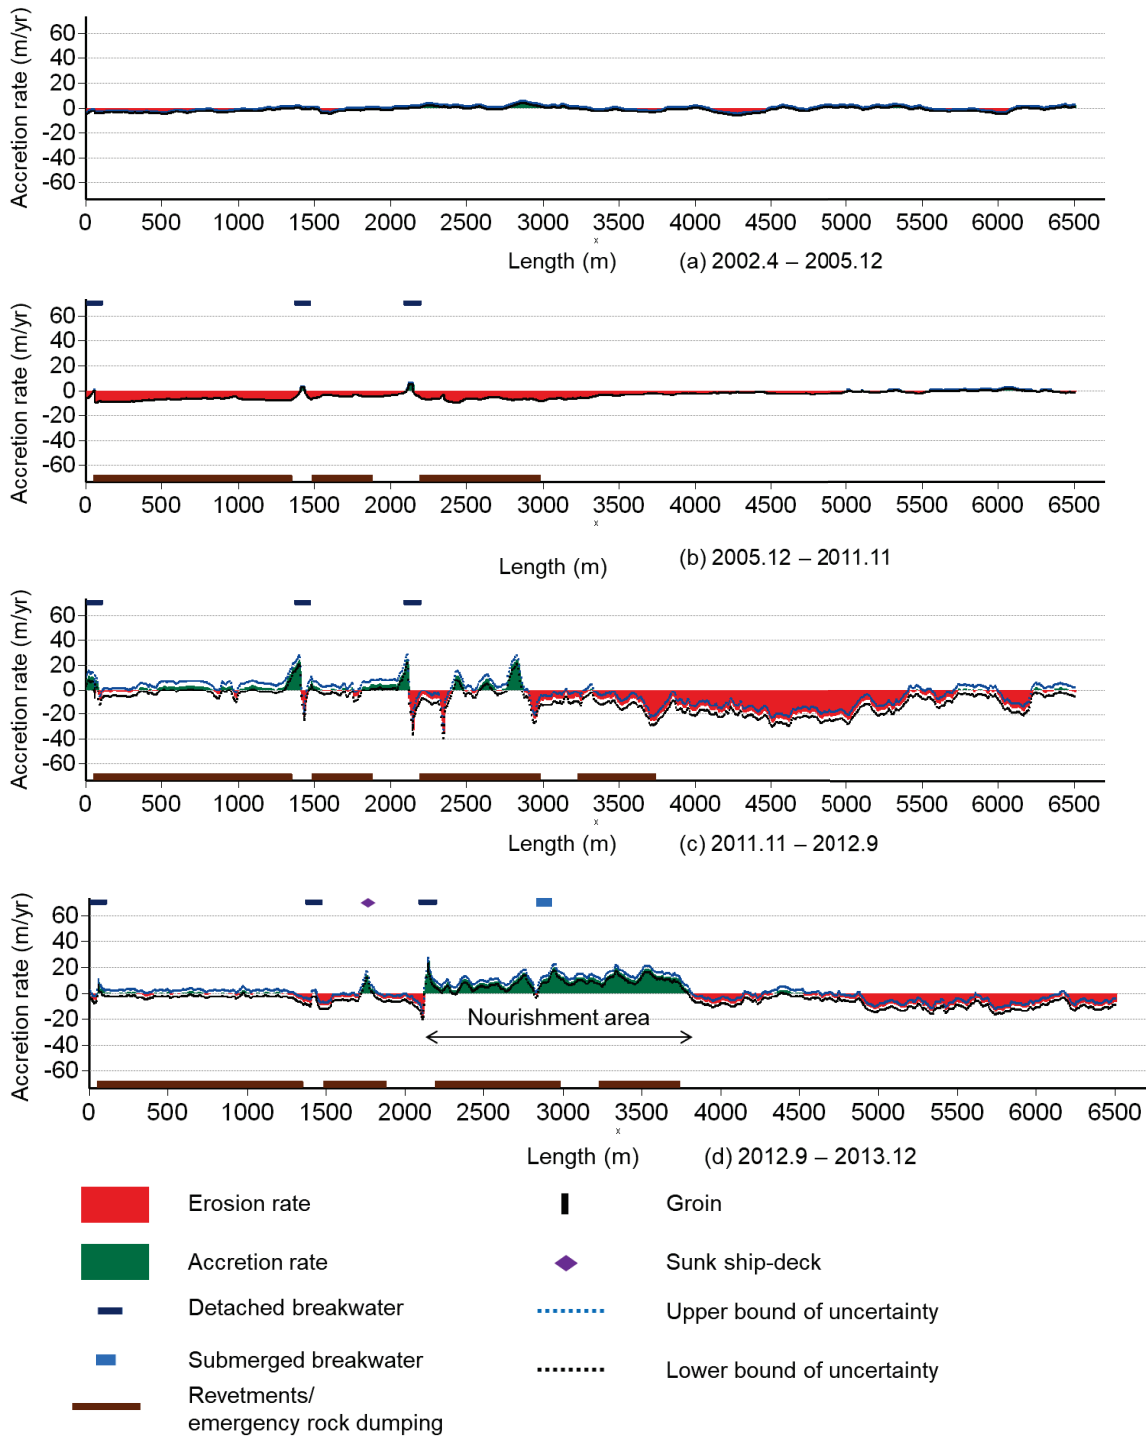 Accretion rate (m/yr)
60
40
20
0
-20
-40
-60
0 500 1000 1500 2000 2500 3000 3500 4000 4500 5000 5500 6000 6500
x
Length (m) (a) 2002.4 – 2005.12
Accretion rate (m/yr)
60
40
20
0
-20
-40
-60
0 500 1000 1500 2000 2500 3000 3500 4000 4500 5000 5500 6000 6500
x
Length (m) (b) 2005.12 – 2011.11
Accretion rate (m/yr)
60
40
20
0
-20
-40
-60
0 500 1000 1500 2000 2500 3000 3500 4000 4500 5000 5500 6000 6500
x
Length (m) (c) 2011.11 – 2012.9
Accretion rate (m/yr)
60
40
20
0
-20
-40
-60
Nourishment area
0 500 1000 1500 2000 2500 3000 3500 4000 4500 5000 5500 6000 6500
x
Length (m) (d) 2012.9 – 2013.12
Erosion rate
Groin
Accretion rate
Sunk ship-deck
Detached breakwater
Upper bound of uncertainty
Submerged breakwater
Lower bound of uncertainty
Revetments/
emergency rock dumping